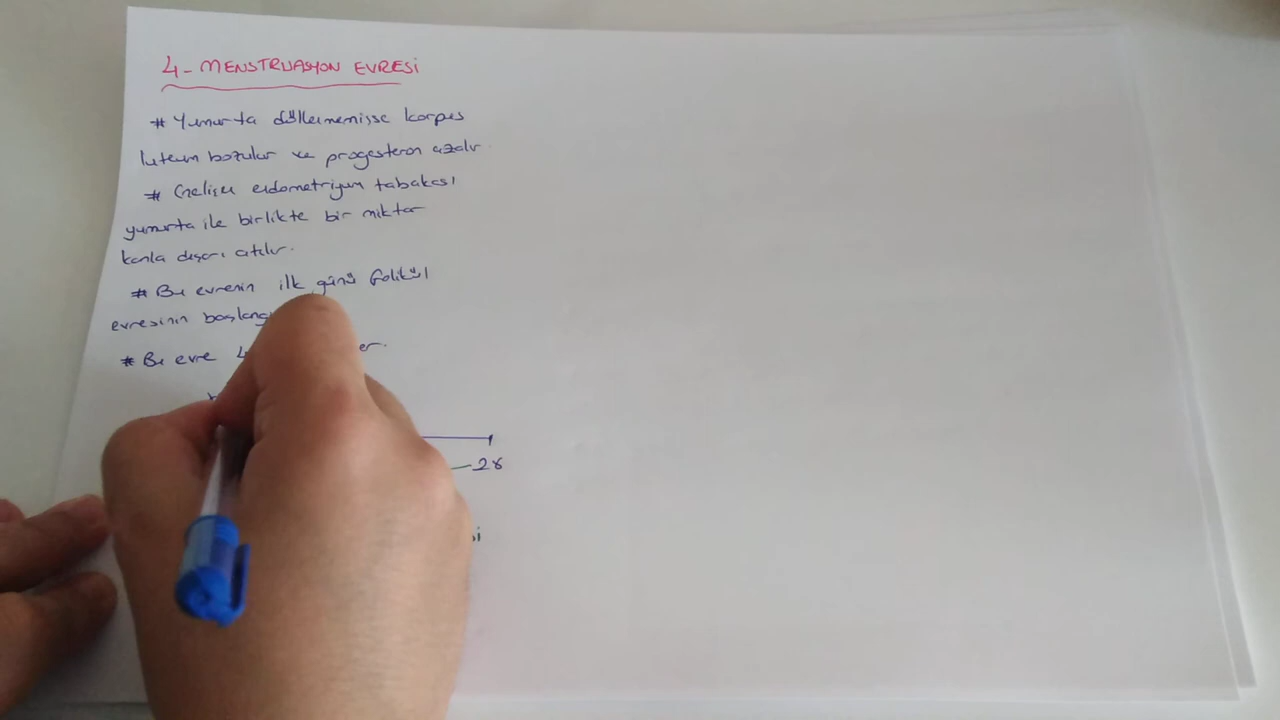 4- MENSTRUASYON EVRESİ
# Yumurta döllenmemişse korpus
luteum bozulur ve progesteron azalır.
# Gelişen endometriyum tabakası
yumurta ile birlikte bir miktar
kanla dışarı atılır.
# Bu evrenin ilk günü folikül
evresinin
# Bu evre
28